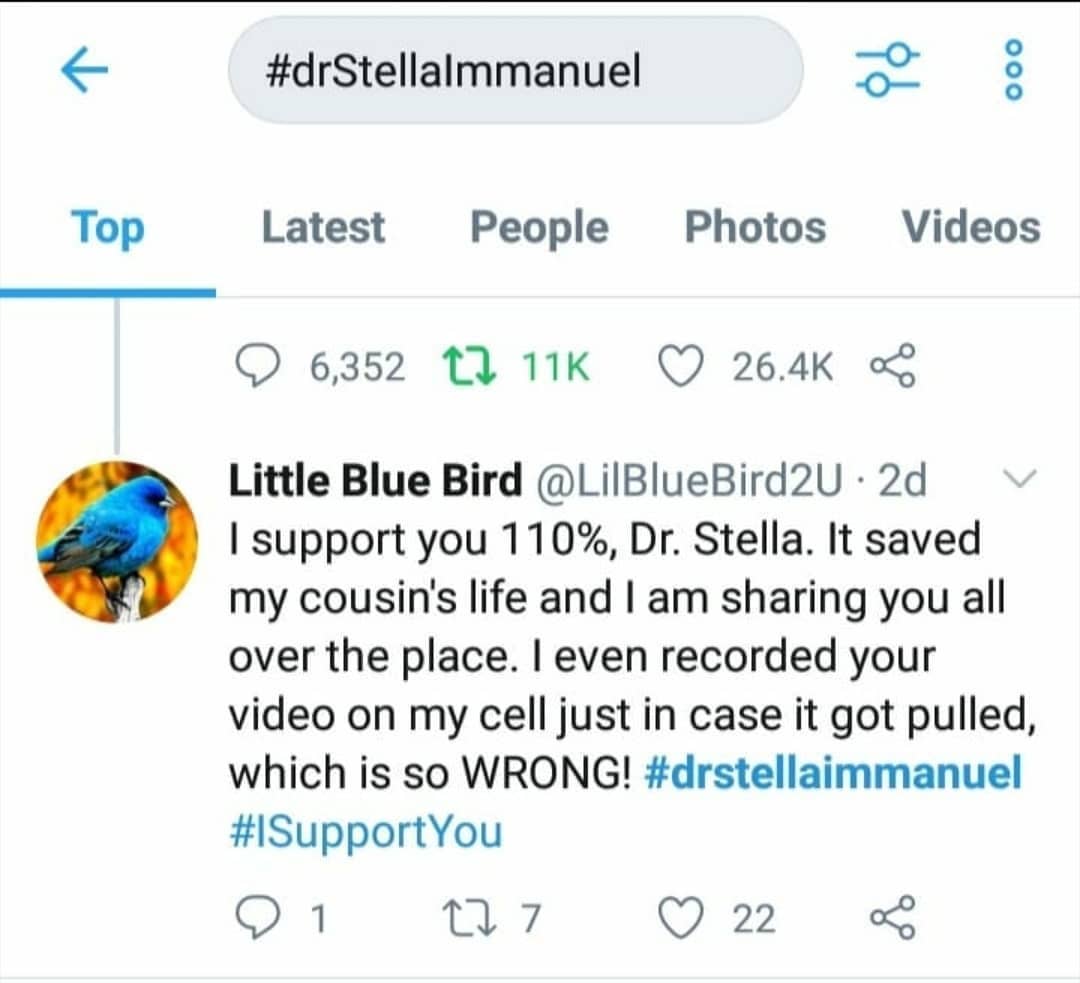 #drStellaImmanuel
Top Latest People Photos Videos
6,352 11K 26.4K
Little Blue Bird @LilBlueBird2U · 2d
I support you 110%, Dr. Stella. It saved
my cousin's life and I am sharing you all
over the place. I even recorded your
video on my cell just in case it got pulled,
which is so WRONG! #drstellaimmanuel
#ISupportYou
1 7 22